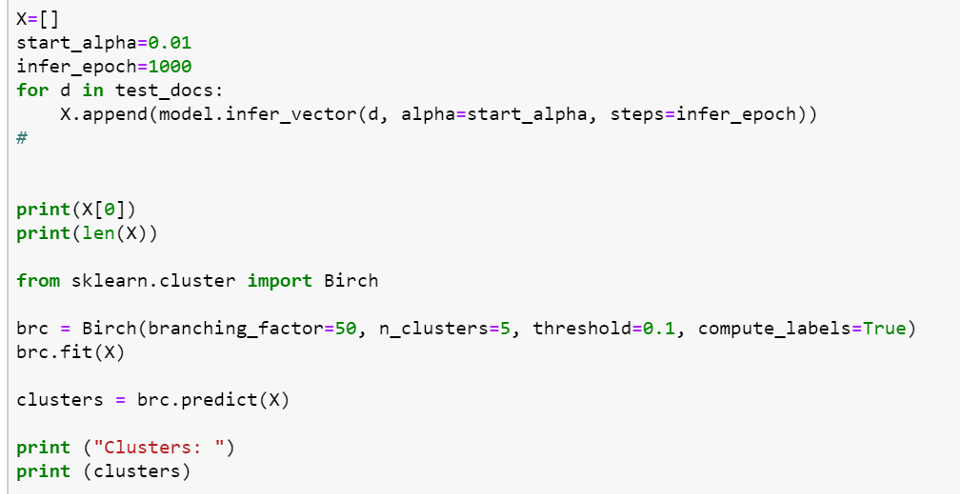 X=[]
start_alpha=0.01
infer_epoch=1000
for d in test_docs:
    X.append(model.infer_vector(d, alpha=start_alpha, steps=infer_epoch))
#
print(X[0])
print(len(X))
from sklearn.cluster import Birch
brc = Birch(branching_factor=50, n_clusters=5, threshold=0.1, compute_labels=True)
brc.fit(X)
clusters = brc.predict(X)
print ("Clusters: ")
print (clusters)